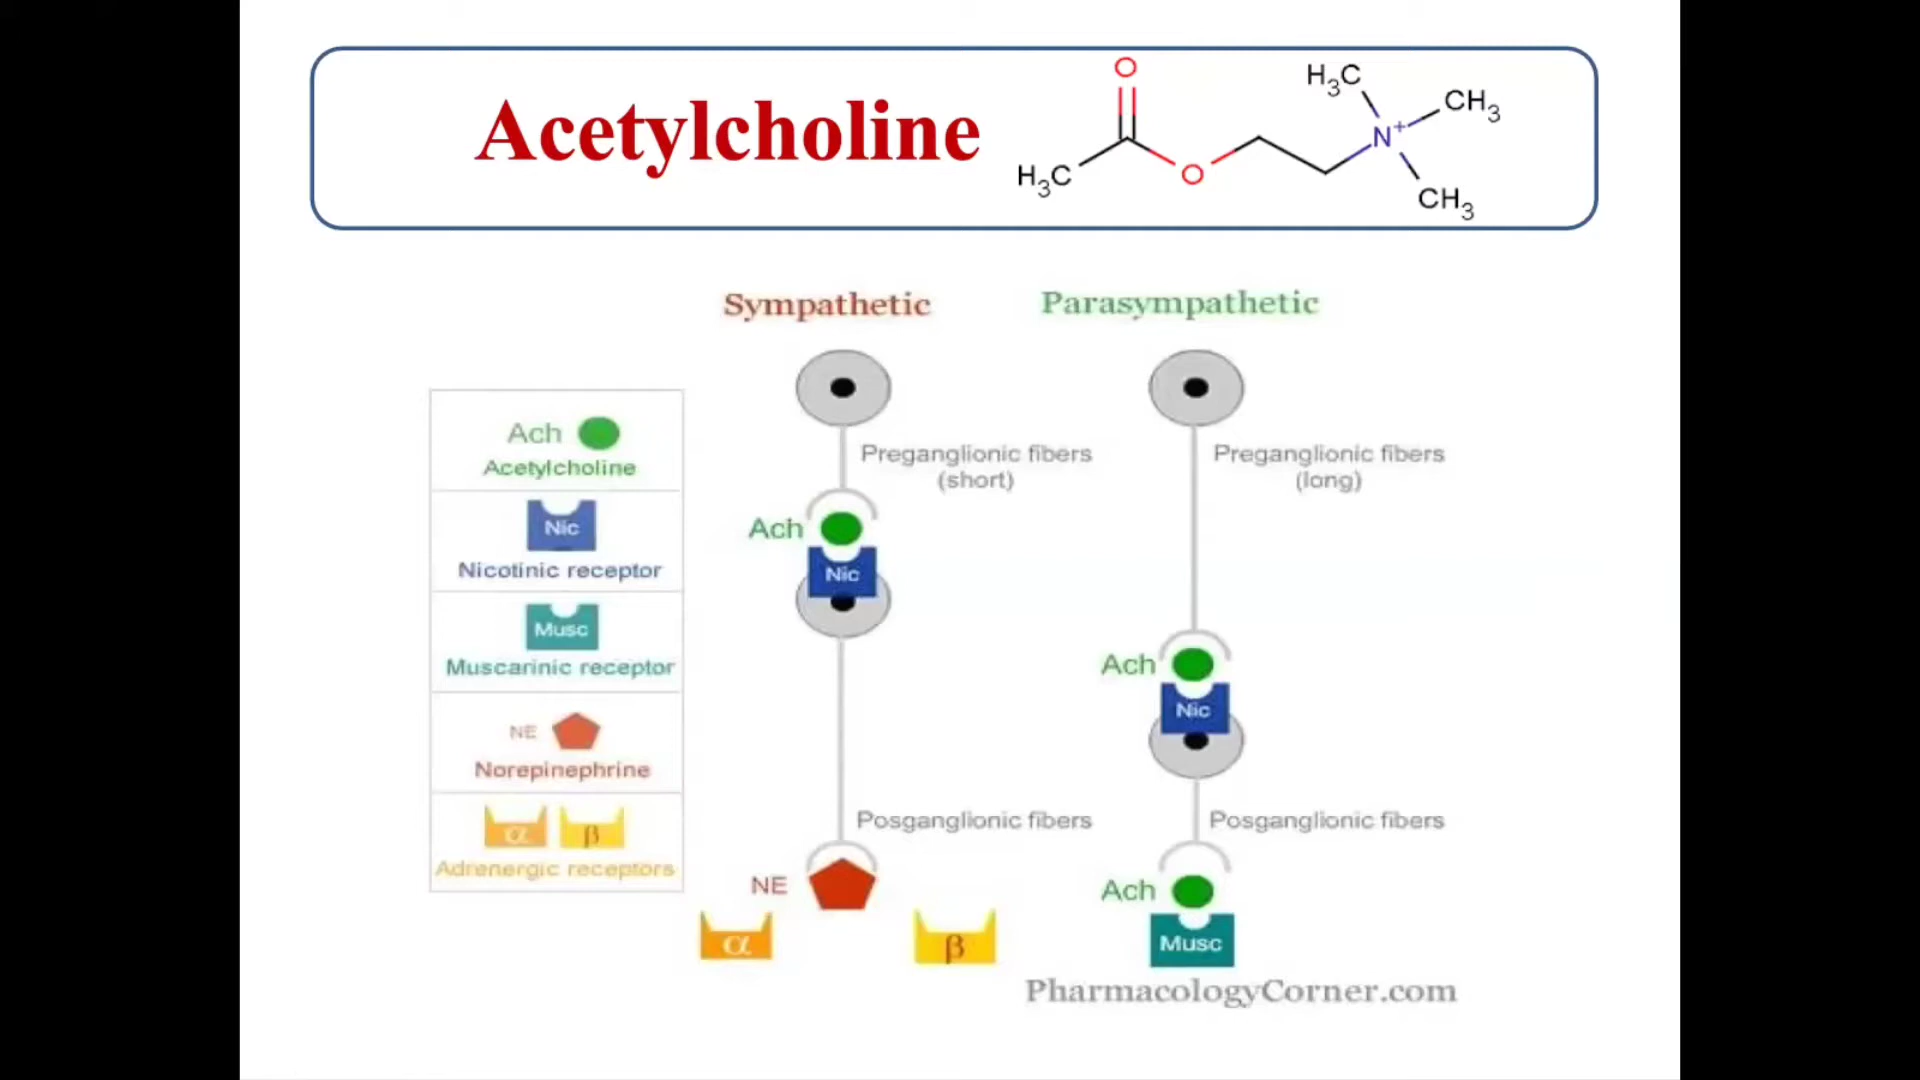 Acetylcholine
O
H3C
O
N+
H3C
CH3
CH3
Sympathetic
Parasympathetic
Ach
Acetylcholine
Nic
Nicotinic receptor
Musc
Muscarinic receptor
NE
Norepinephrine
α β
Adrenergic receptors
Preganglionic fibers
(short)
Ach
Nic
Posganglionic fibers
NE
α
β
Preganglionic fibers
(long)
Ach
Nic
Posganglionic fibers
Ach
Musc
PharmacologyCorner.com